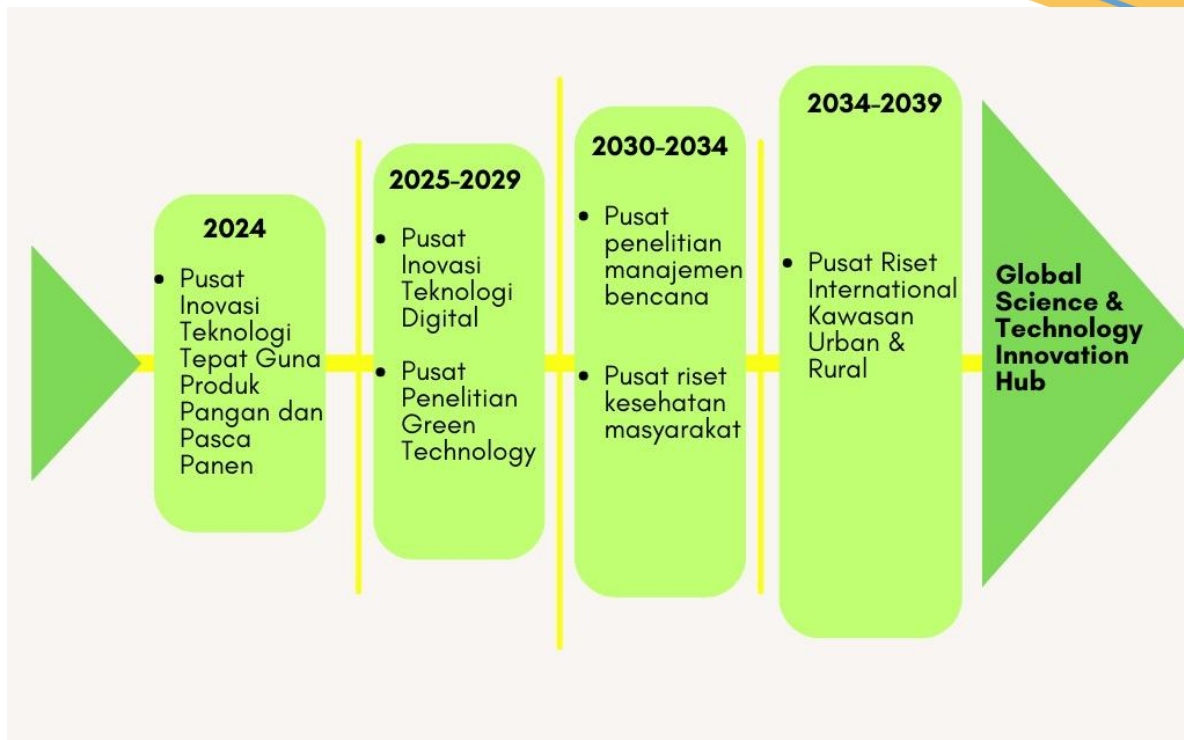 2024
• Pusat
Inovasi
Teknologi
Tepat Guna
Produk
Pangan dan
Pasca
Panen
2025-2029
• Pusat
Inovasi
Teknologi
Digital
• Pusat
Penelitian
Green
Technology
2030-2034
• Pusat
penelitian
manajemen
bencana
• Pusat riset
kesehatan
masyarakat
2034-2039
• Pusat Riset
International
Kawasan
Urban &
Rural
Global
Science &
Technology
Innovation
Hub